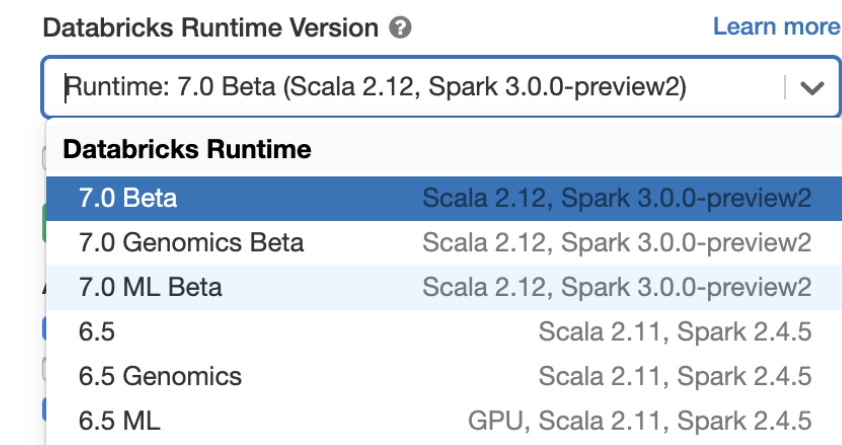 Databricks Runtime Version ? Learn more
Runtime: 7.0 Beta (Scala 2.12, Spark 3.0.0-preview2)
Databricks Runtime
7.0 Beta Scala 2.12, Spark 3.0.0-preview2
7.0 Genomics Beta Scala 2.12, Spark 3.0.0-preview2
7.0 ML Beta Scala 2.12, Spark 3.0.0-preview2
6.5 Scala 2.11, Spark 2.4.5
6.5 Genomics Scala 2.11, Spark 2.4.5
6.5 ML GPU, Scala 2.11, Spark 2.4.5